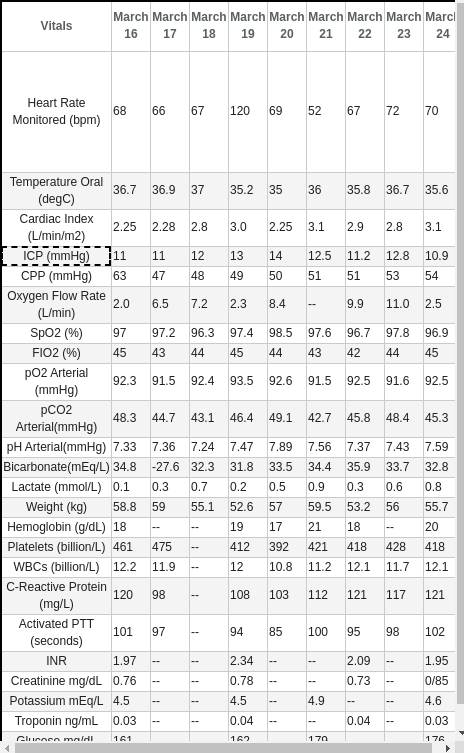 Vitals March 16 March 17 March 18 March 19 March 20 March 21 March 22 March 23 March 24
Heart Rate Monitored (bpm) 68 66 67 120 69 52 67 72 70
Temperature Oral (degC) 36.7 36.9 37 35.2 35 36 35.8 36.7 35.6
Cardiac Index (L/min/m2) 2.25 2.28 2.8 3.0 2.25 3.1 2.9 2.8 3.1
ICP (mmHg) 11 11 12 13 14 12.5 11.2 12.8 10.9
CPP (mmHg) 63 47 48 49 50 51 51 53 54
Oxygen Flow Rate (L/min) 2.0 6.5 7.2 2.3 8.4 -- 9.9 11.0 2.5
SpO2 (%) 97 97.2 96.3 97.4 98.5 97.6 96.7 97.8 96.9
FIO2 (%) 45 43 44 45 44 43 42 44 45
pO2 Arterial (mmHg) 92.3 91.5 92.4 93.5 92.6 91.5 92.5 91.6 92.5
pCO2 Arterial(mmHg) 48.3 44.7 43.1 46.4 49.1 42.7 45.8 48.4 45.3
pH Arterial(mmHg) 7.33 7.36 7.24 7.47 7.89 7.56 7.37 7.43 7.59
Bicarbonate(mEq/L) 34.8 -27.6 32.3 31.8 33.5 34.4 35.9 33.7 32.8
Lactate (mmol/L) 0.1 0.3 0.7 0.2 0.5 0.9 0.3 0.6 0.8
Weight (kg) 58.8 59 55.1 52.6 57 59.5 53.2 56 55.7
Hemoglobin (g/dL) 18 -- -- 19 17 21 18 -- 20
Platelets (billion/L) 461 475 -- 412 392 421 418 428 418
WBCs (billion/L) 12.2 11.9 -- 12 10.8 11.2 12.1 11.7 12.1
C-Reactive Protein (mg/L) 120 98 -- 108 103 112 121 117 121
Activated PTT (seconds) 101 97 -- 94 85 100 95 98 102
INR 1.97 -- -- 2.34 -- -- 2.09 -- 1.95
Creatinine mg/dL 0.76 -- -- 0.78 -- -- 0.73 -- 0/85
Potassium mEq/L 4.5 -- -- 4.5 -- 4.9 -- -- 4.6
Troponin ng/mL 0.03 -- -- 0.04 -- -- 0.04 -- 0.03
Glucose mg/dL 161 162 179 176